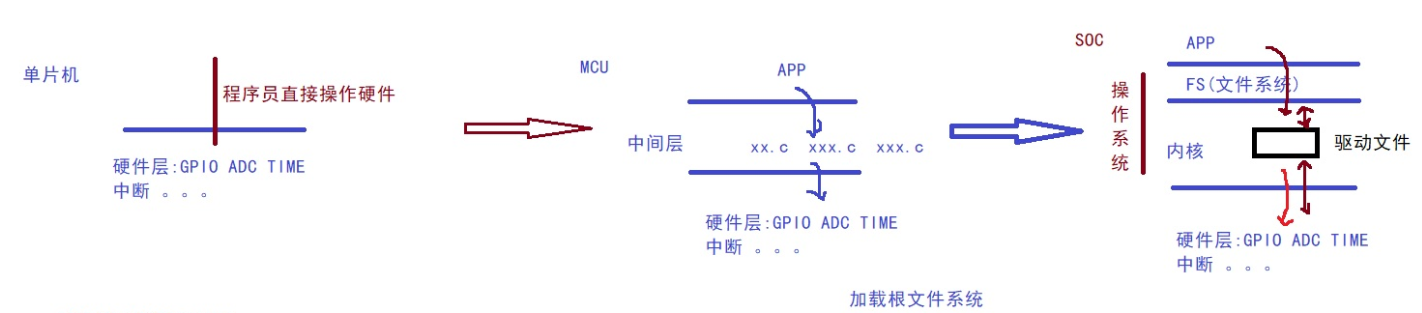 单片机
程序员直接操作硬件
硬件层:GPIO ADC TIME
中断 。。。
MCU
APP
中间层
xx.c xxx.c xxx.c
硬件层:GPIO ADC TIME
中断 。。。
加载根文件系统
SOC
APP
操作系统
FS(文件系统)
内核
驱动文件
硬件层:GPIO ADC TIME
中断 。。。